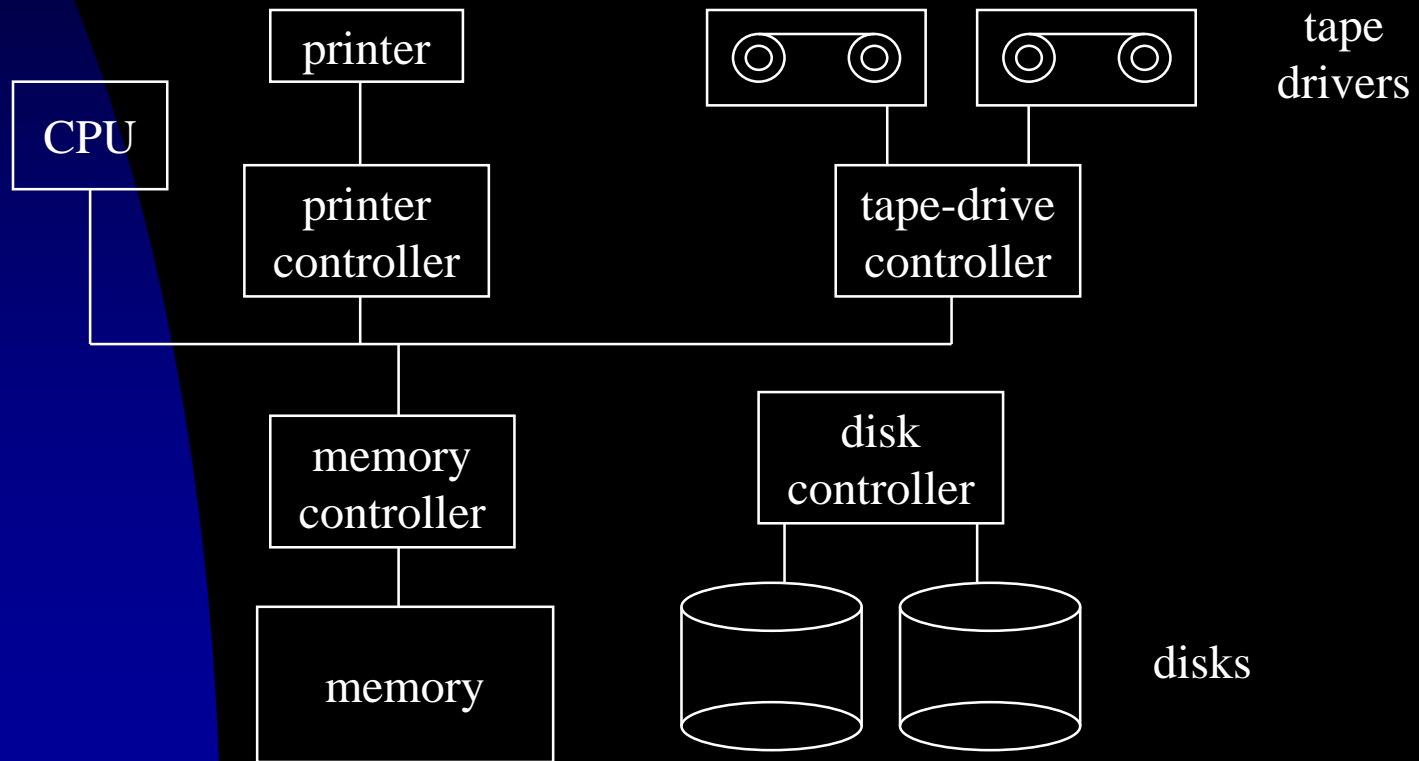 printer
tape
drivers
CPU
printer
controller
tape-drive
controller
memory
controller
disk
controller
memory
disks